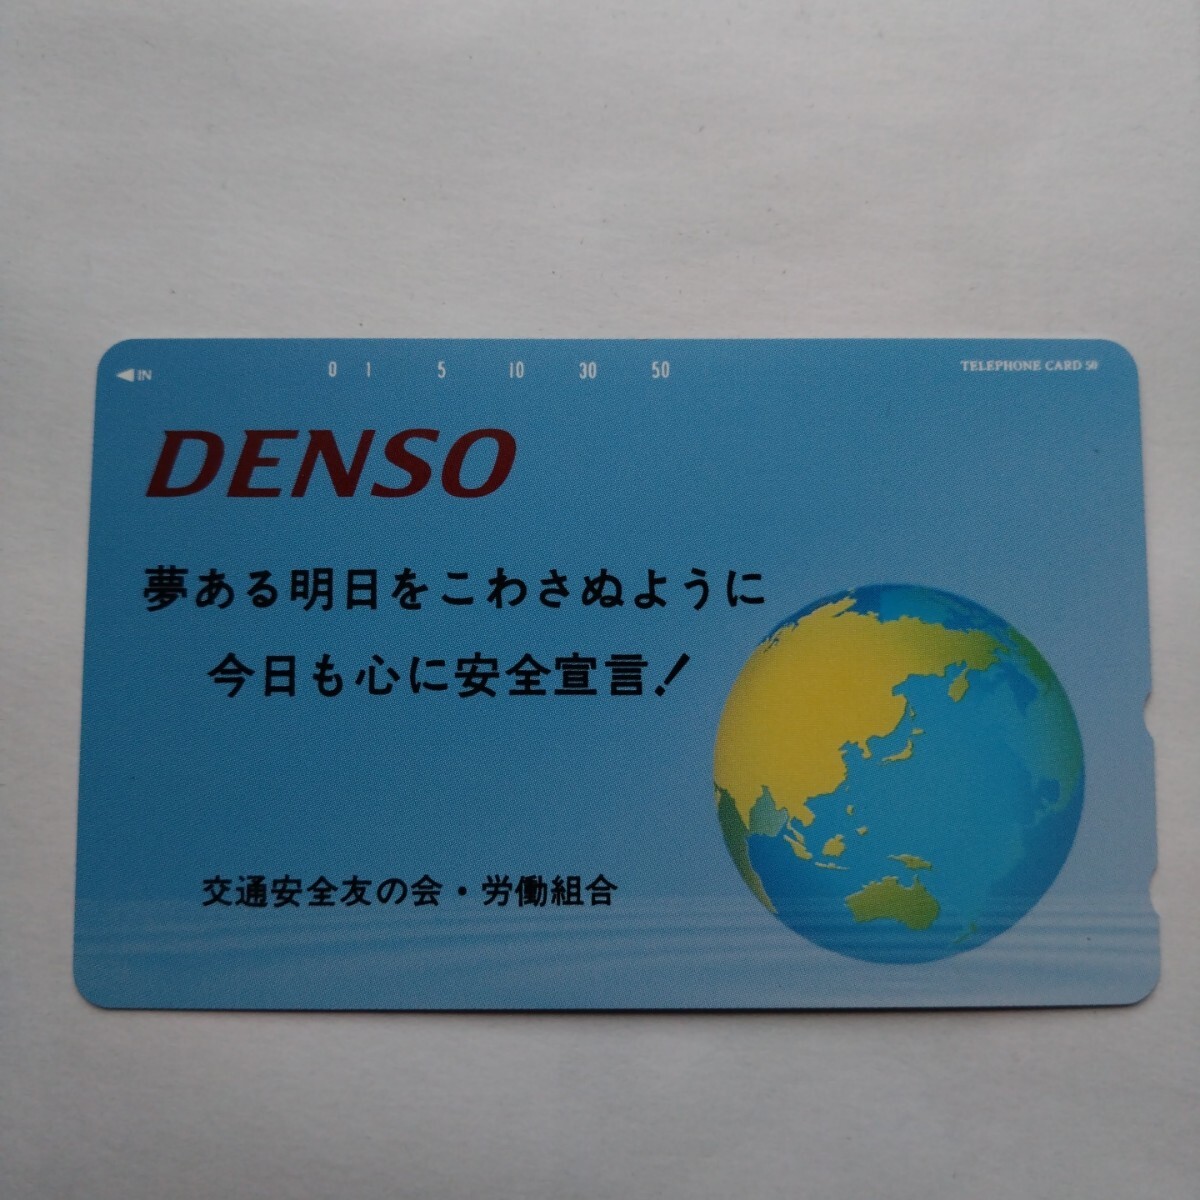 ◀IN 0 1 5 10 30 50 TELEPHONE CARD 50
DENSO
夢ある明日をこわさぬように
今日も心に安全宣言!
交通安全友の会・労働組合